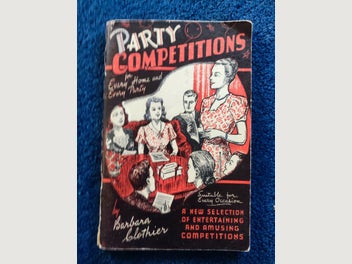 PARTY
COMPETITIONS
for
Every Home and
Every Party
Suitable for
Every Occasion
by
Barbara
Clothier
A NEW SELECTION
OF ENTERTAINING
AND AMUSING
COMPETITIONS